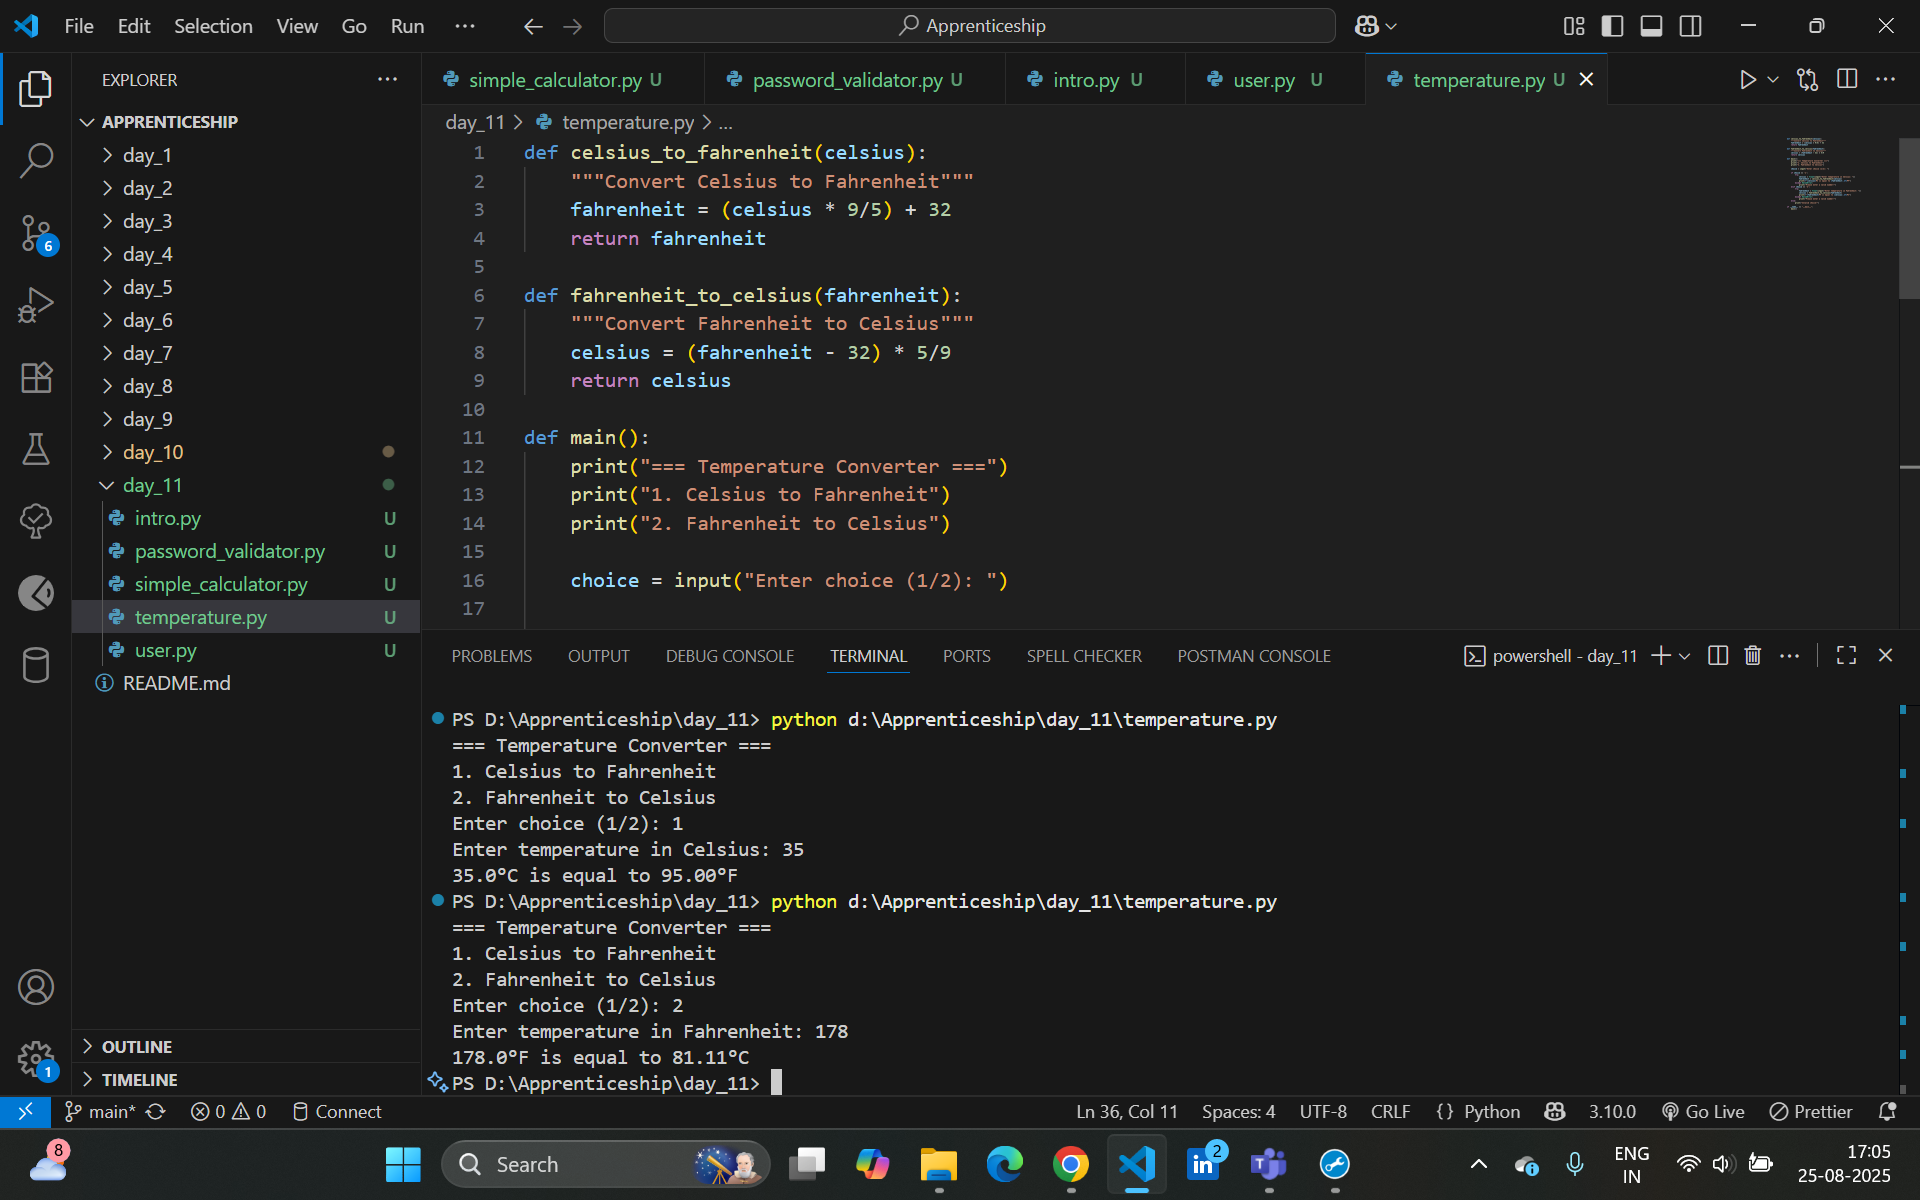 File Edit Selection View Go Run ···
Apprenticeship
EXPLORER ···
APPRENTICESHIP
day_1
day_2
day_3
day_4
day_5
day_6
day_7
day_8
day_9
day_10
day_11
intro.py U
password_validator.py U
simple_calculator.py U
temperature.py U
user.py U
README.md
OUTLINE
TIMELINE
6
1
simple_calculator.py U password_validator.py U intro.py U user.py U temperature.py U
day_11 > temperature.py > ...
1 def celsius_to_fahrenheit(celsius):
2 """Convert Celsius to Fahrenheit"""
3 fahrenheit = (celsius * 9/5) + 32
4 return fahrenheit
5
6 def fahrenheit_to_celsius(fahrenheit):
7 """Convert Fahrenheit to Celsius"""
8 celsius = (fahrenheit - 32) * 5/9
9 return celsius
10
11 def main():
12 print("=== Temperature Converter ===")
13 print("1. Celsius to Fahrenheit")
14 print("2. Fahrenheit to Celsius")
15
16 choice = input("Enter choice (1/2): ")
17
PROBLEMS OUTPUT DEBUG CONSOLE TERMINAL PORTS SPELL CHECKER POSTMAN CONSOLE powershell - day_11
PS D:\Apprenticeship\day_11> python d:\Apprenticeship\day_11\temperature.py
=== Temperature Converter ===
1. Celsius to Fahrenheit
2. Fahrenheit to Celsius
Enter choice (1/2): 1
Enter temperature in Celsius: 35
35.0°C is equal to 95.00°F
PS D:\Apprenticeship\day_11> python d:\Apprenticeship\day_11\temperature.py
=== Temperature Converter ===
1. Celsius to Fahrenheit
2. Fahrenheit to Celsius
Enter choice (1/2): 2
Enter temperature in Fahrenheit: 178
178.0°F is equal to 81.11°C
PS D:\Apprenticeship\day_11>
main* 0 0 Connect Ln 36, Col 11 Spaces: 4 UTF-8 CRLF {} Python 3.10.0 Go Live Prettier
8 Search 2 ENG 17:05
IN 25-08-2025